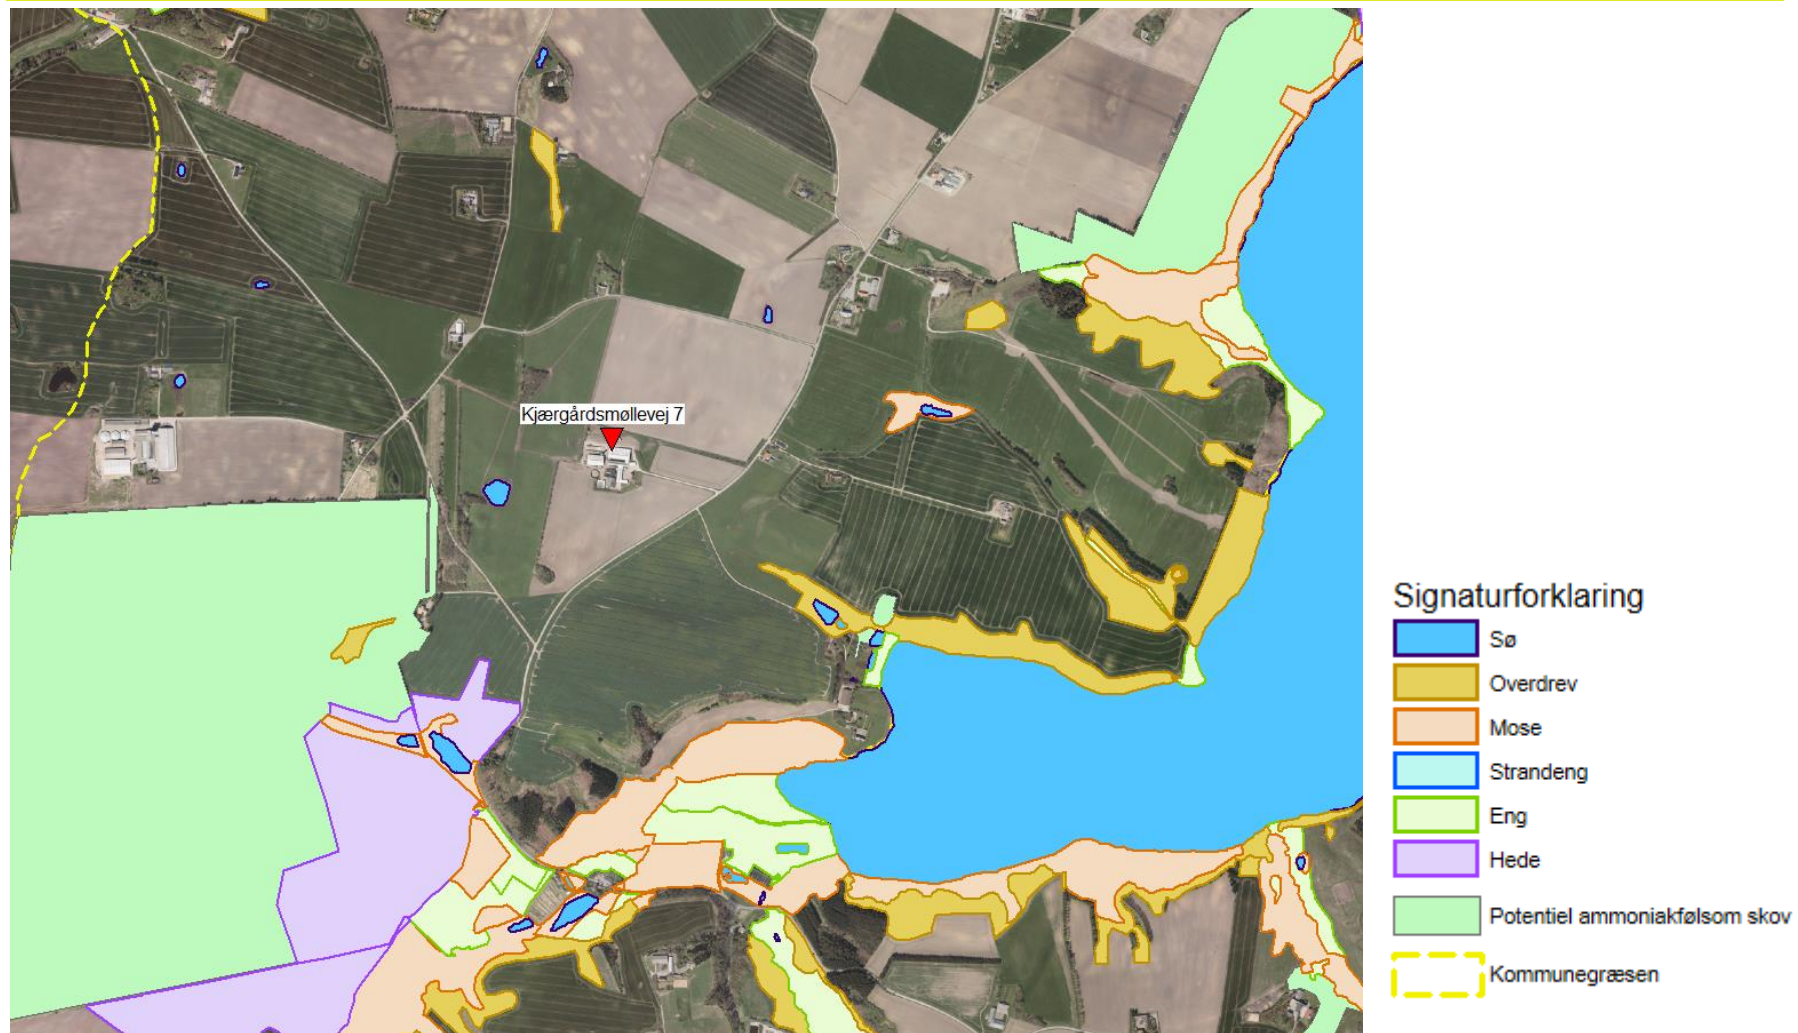 Kjærgårdsmøllevej 7
Signaturforklaring
Sø
Overdrev
Mose
Strandeng
Eng
Hede
Potentiel ammoniakfølsom skov
Kommunegræsen